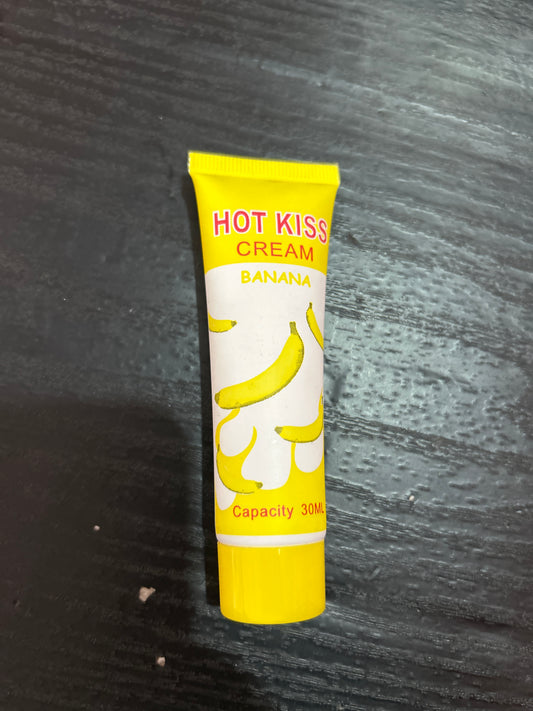 HOT KISS
CREAM
BANANA
Capacity 30ML